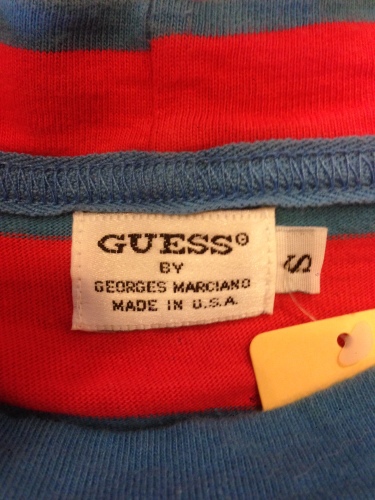 GUESS®
BY
GEORGES MARCIANO
MADE IN U.S.A.
S